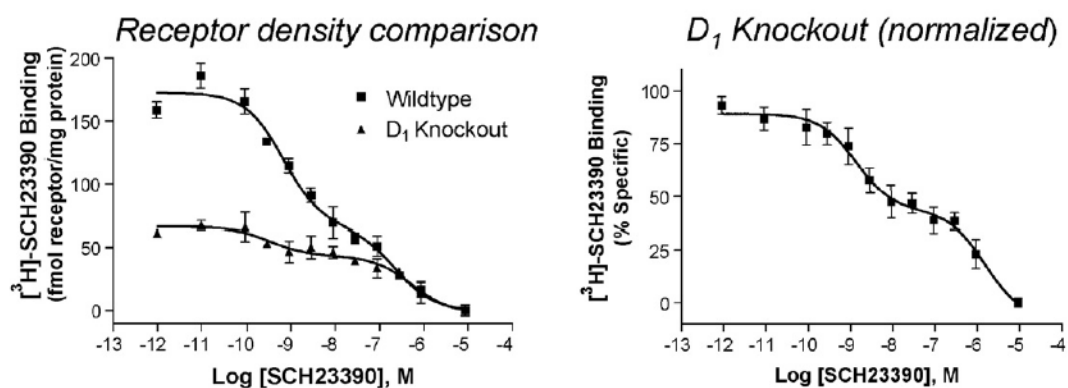 Receptor density comparison
[³H]-SCH23390 Binding
(fmol receptor/mg protein)
200
150
100
50
0
Wildtype
D₁ Knockout
-13 -12 -11 -10 -9 -8 -7 -6 -5 -4
Log [SCH23390], M
D₁ Knockout (normalized)
[³H]-SCH23390 Binding
(% Specific)
100
75
50
25
0
-13 -12 -11 -10 -9 -8 -7 -6 -5 -4
Log [SCH23390], M